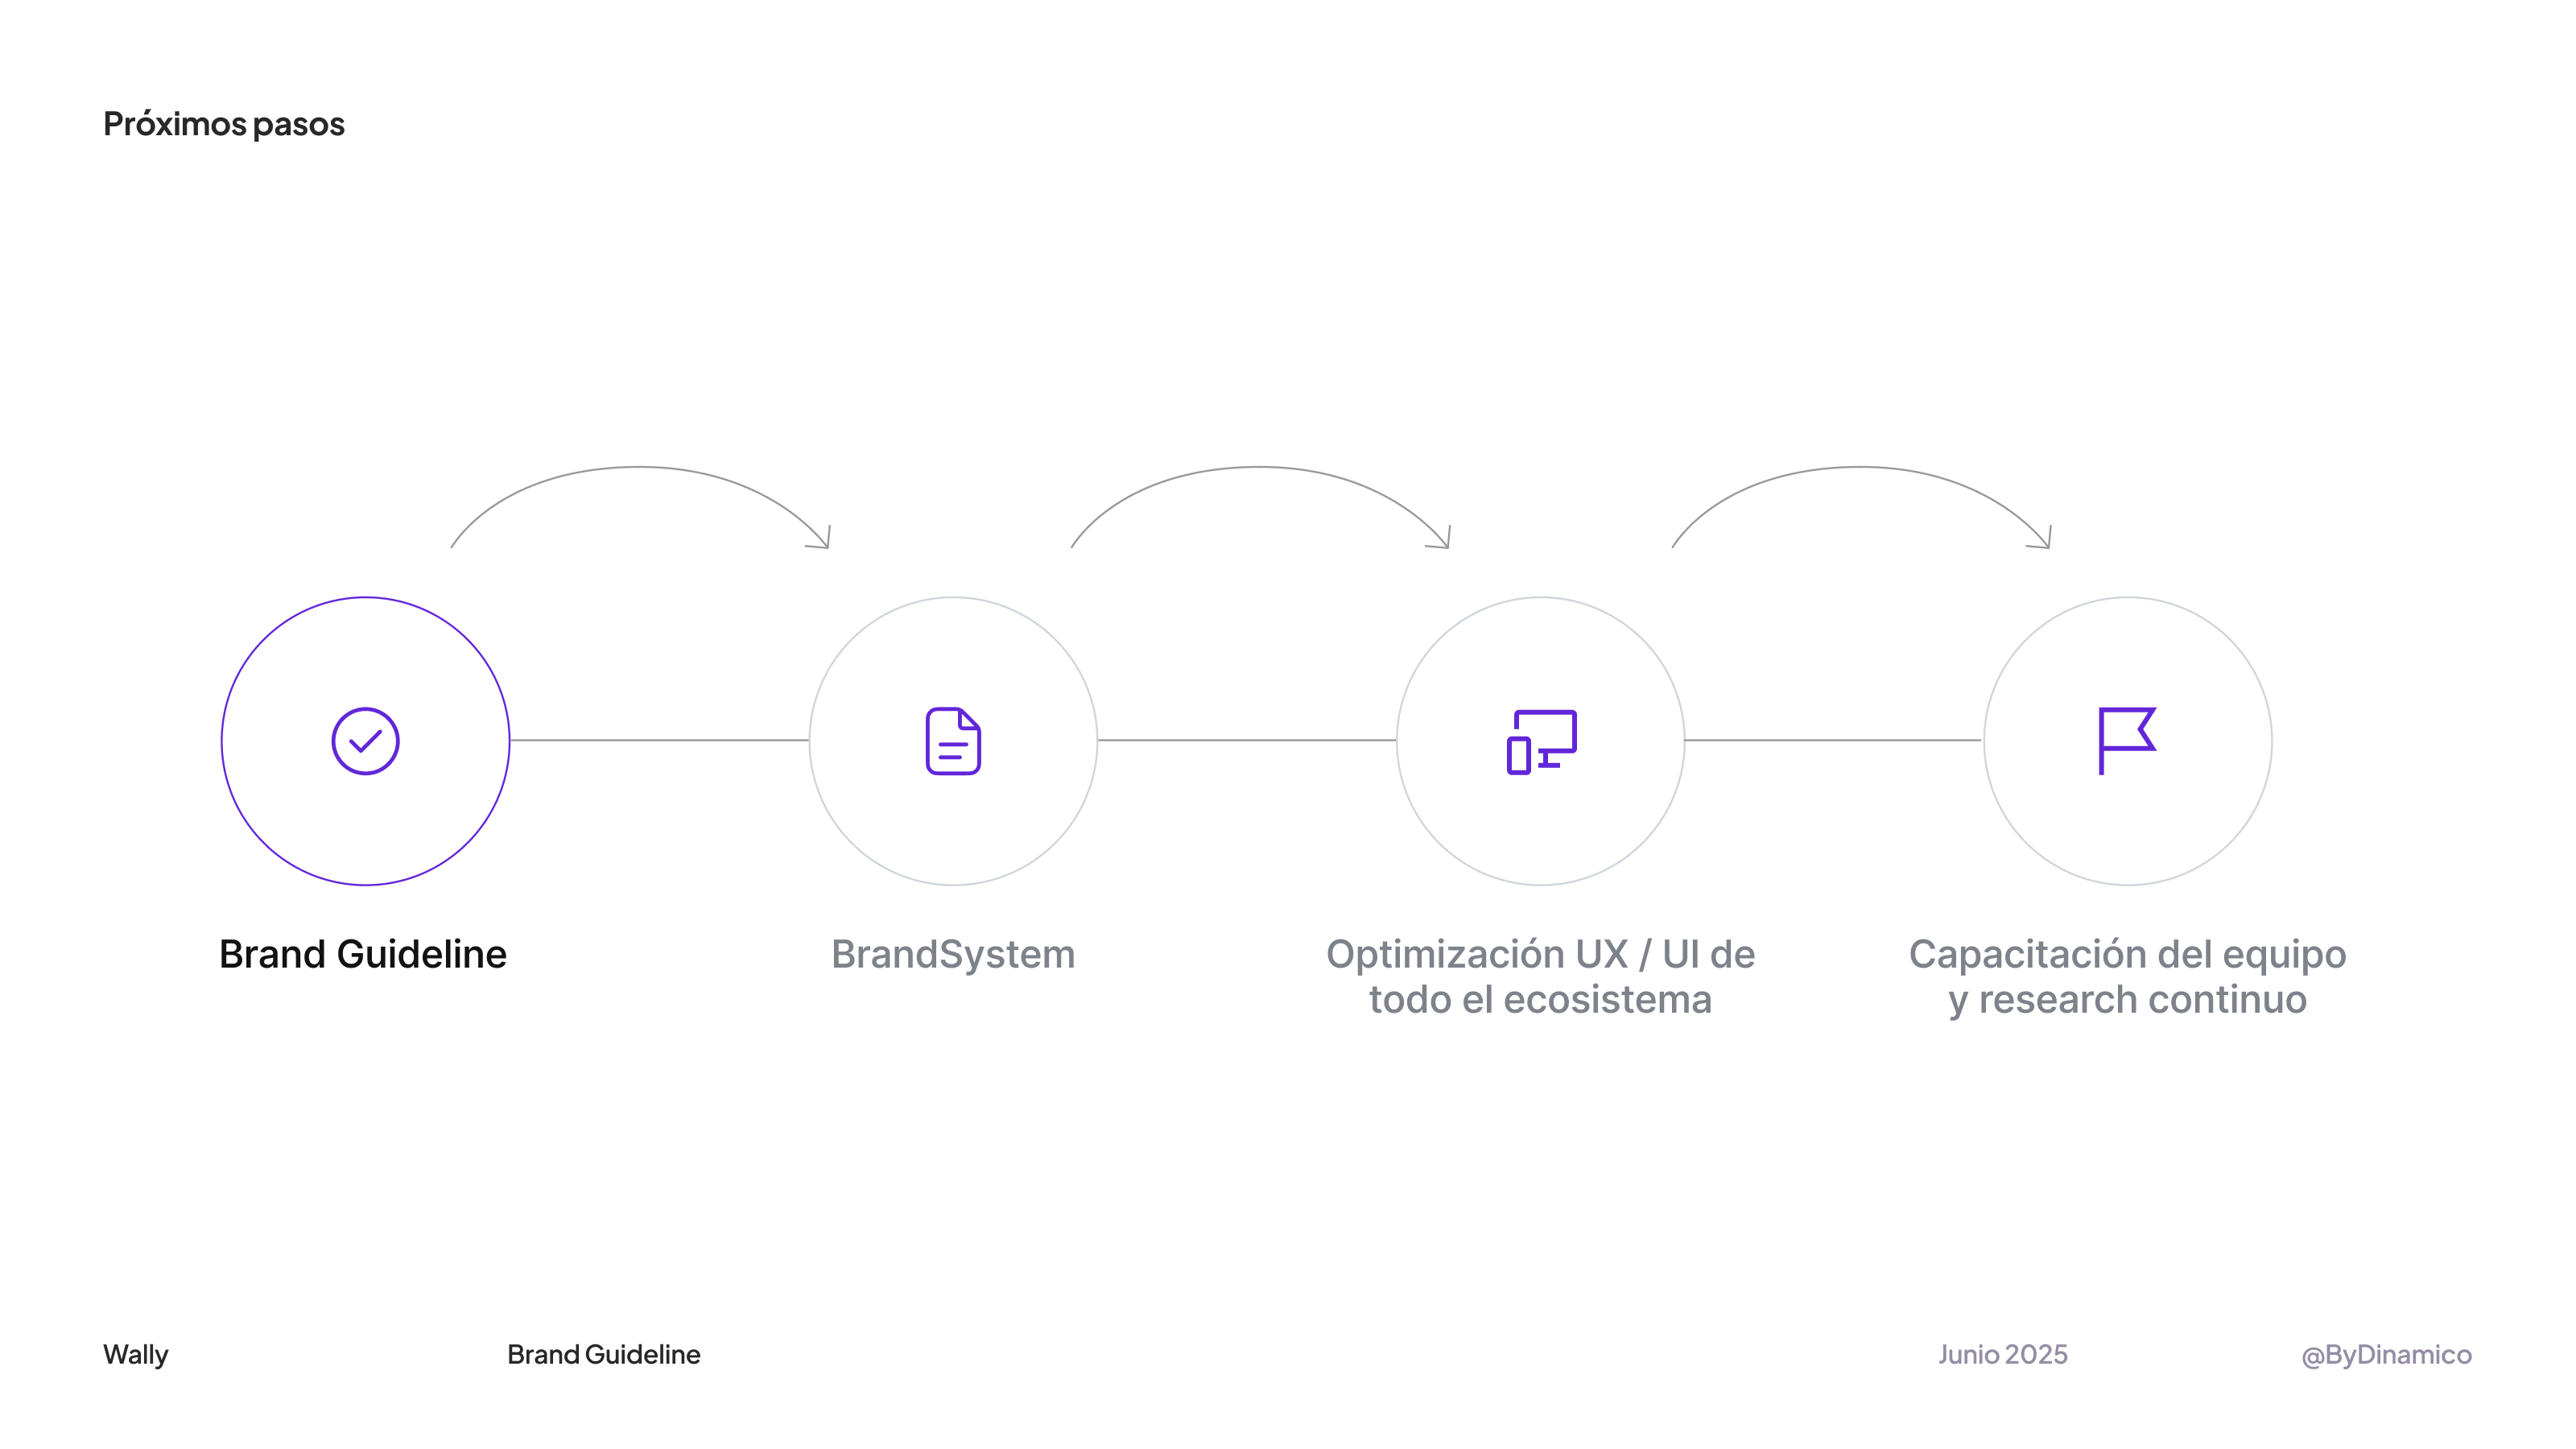 Próximos pasos
Brand Guideline
BrandSystem
Optimización UX / UI de
todo el ecosistema
Capacitación del equipo
y research continuo
Wally
Brand Guideline
Junio 2025
@ByDinamico